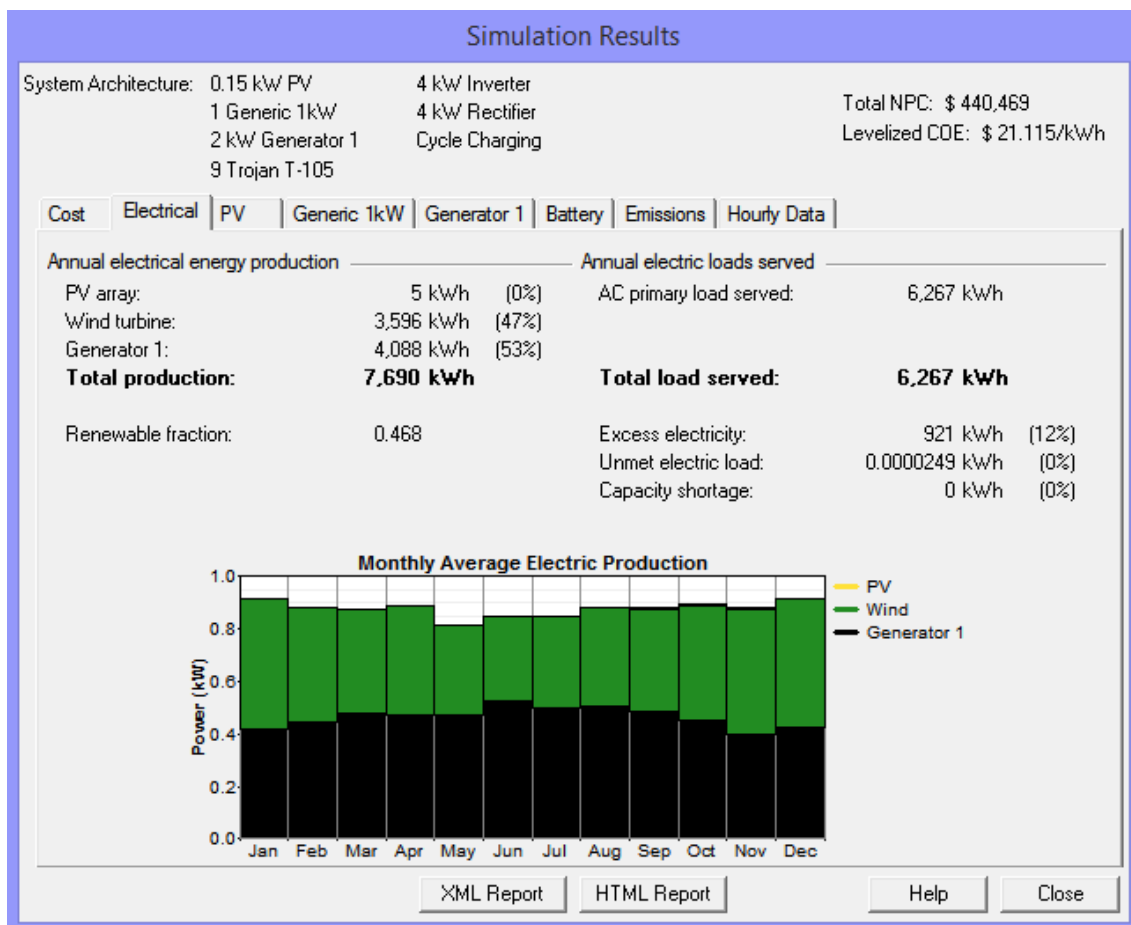 Simulation Results
System Architecture: 0.15 kW PV 4 kW Inverter
1 Generic 1kW 4 kW Rectifier
2 kW Generator 1 Cycle Charging
9 Trojan T-105
Total NPC: $ 440,469
Levelized COE: $ 21.115/kWh
Cost Electrical PV Generic 1kW Generator 1 Battery Emissions Hourly Data
Annual electrical energy production
PV array: 5 kWh (0%)
Wind turbine: 3,596 kWh (47%)
Generator 1: 4,088 kWh (53%)
Total production: 7,690 kWh
Renewable fraction: 0.468
Annual electric loads served
AC primary load served: 6,267 kWh
Total load served: 6,267 kWh
Excess electricity: 921 kWh (12%)
Unmet electric load: 0.0000249 kWh (0%)
Capacity shortage: 0 kWh (0%)
Monthly Average Electric Production
1.0
0.8
0.6
0.4
0.2
0.0
Power (kW)
Jan Feb Mar Apr May Jun Jul Aug Sep Oct Nov Dec
PV
Wind
Generator 1
XML Report HTML Report Help Close